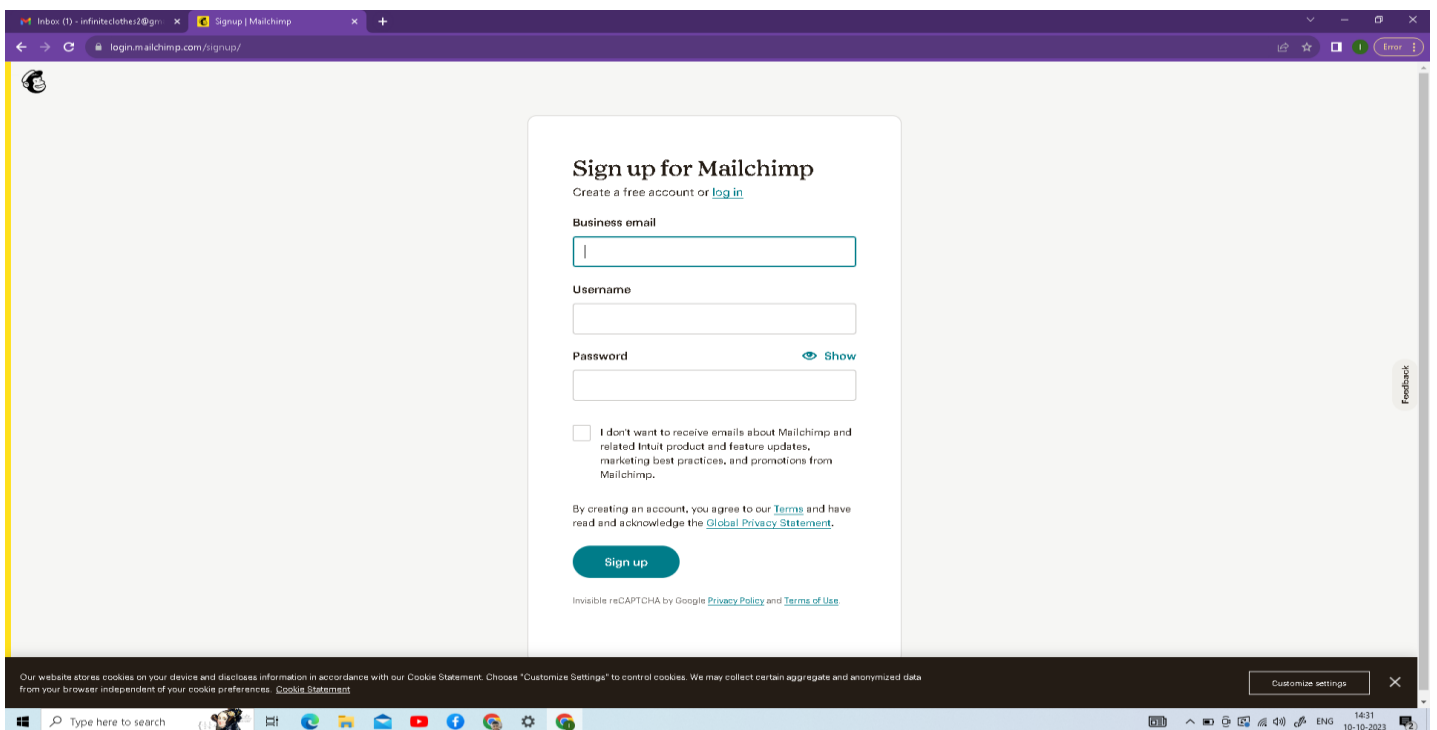 Inbox (1) - infiniteclothes2@gm
Signup | Mailchimp
login.mailchimp.com/signup/
Error
Sign up for Mailchimp
Create a free account or log in
Business email
Username
Password
Show
I don't want to receive emails about Mailchimp and
related Intuit product and feature updates,
marketing best practices, and promotions from
Mailchimp.
By creating an account, you agree to our Terms and have
read and acknowledge the Global Privacy Statement.
Sign up
Invisible reCAPTCHA by Google Privacy Policy and Terms of Use.
Feedback
Our website stores cookies on your device and discloses information in accordance with our Cookie Statement. Choose "Customize Settings" to control cookies. We may collect certain aggregate and anonymized data
from your browser independent of your cookie preferences. Cookie Statement
Customize settings
Type here to search
ENG
14:31
10-10-2023
2